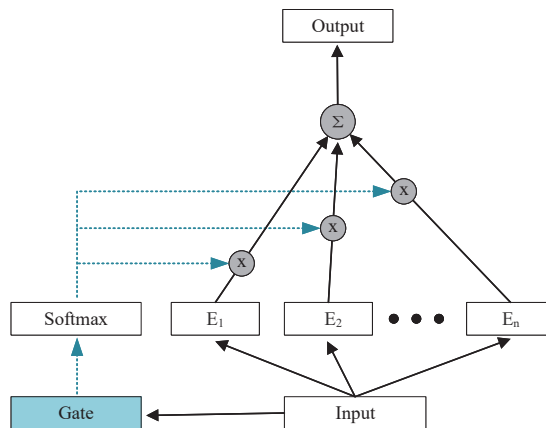 Output
Σ
x
x
x
Softmax
E₁
E₂
Eₙ
Gate
Input